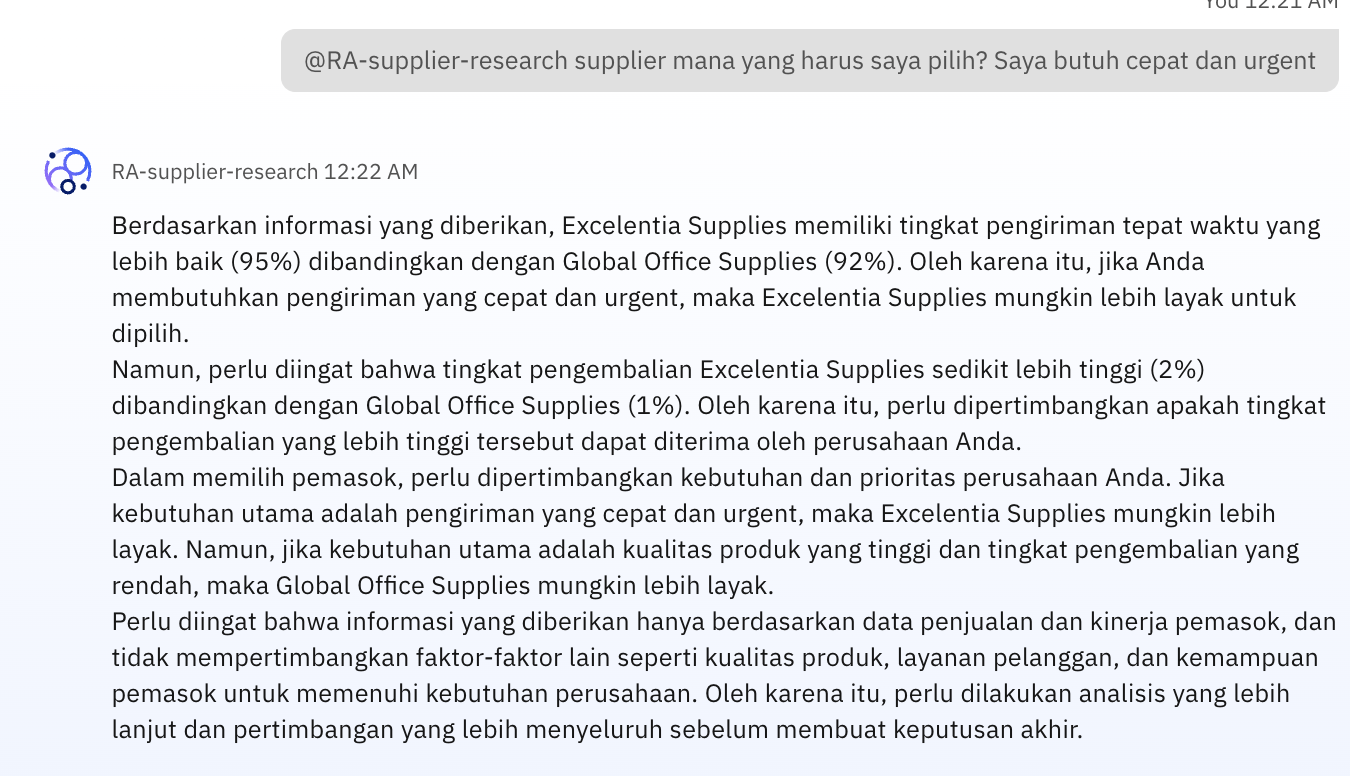 You 12:21 AM
@RA-supplier-research supplier mana yang harus saya pilih? Saya butuh cepat dan urgent
RA-supplier-research 12:22 AM
Berdasarkan informasi yang diberikan, Excelentia Supplies memiliki tingkat pengiriman tepat waktu yang
lebih baik (95%) dibandingkan dengan Global Office Supplies (92%). Oleh karena itu, jika Anda
membutuhkan pengiriman yang cepat dan urgent, maka Excelentia Supplies mungkin lebih layak untuk
dipilih.
Namun, perlu diingat bahwa tingkat pengembalian Excelentia Supplies sedikit lebih tinggi (2%)
dibandingkan dengan Global Office Supplies (1%). Oleh karena itu, perlu dipertimbangkan apakah tingkat
pengembalian yang lebih tinggi tersebut dapat diterima oleh perusahaan Anda.
Dalam memilih pemasok, perlu dipertimbangkan kebutuhan dan prioritas perusahaan Anda. Jika
kebutuhan utama adalah pengiriman yang cepat dan urgent, maka Excelentia Supplies mungkin lebih
layak. Namun, jika kebutuhan utama adalah kualitas produk yang tinggi dan tingkat pengembalian yang
rendah, maka Global Office Supplies mungkin lebih layak.
Perlu diingat bahwa informasi yang diberikan hanya berdasarkan data penjualan dan kinerja pemasok, dan
tidak mempertimbangkan faktor-faktor lain seperti kualitas produk, layanan pelanggan, dan kemampuan
pemasok untuk memenuhi kebutuhan perusahaan. Oleh karena itu, perlu dilakukan analisis yang lebih
lanjut dan pertimbangan yang lebih menyeluruh sebelum membuat keputusan akhir.